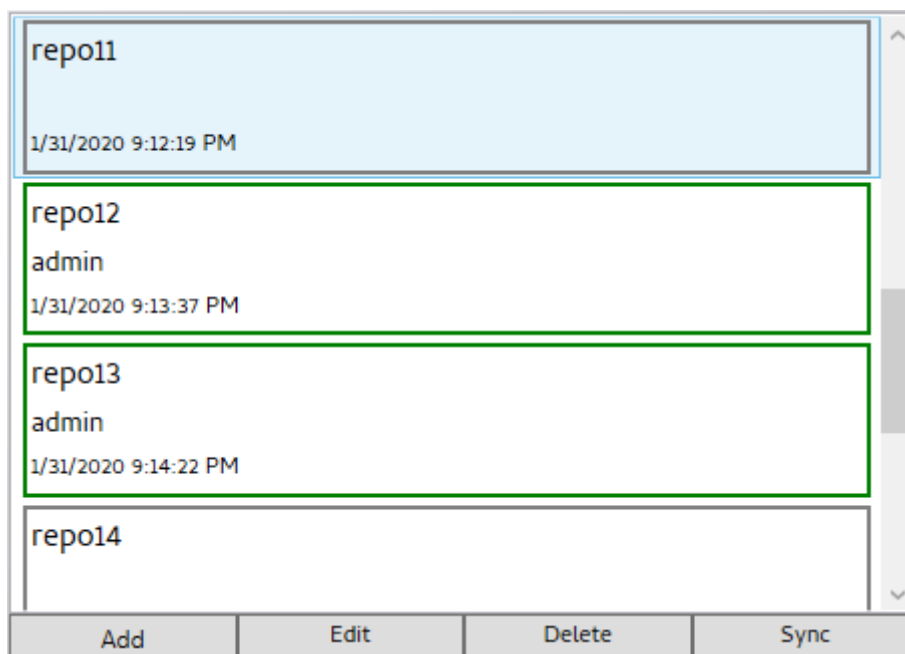 repo11
1/31/2020 9:12:19 PM
repo12
admin
1/31/2020 9:13:37 PM
repo13
admin
1/31/2020 9:14:22 PM
repo14
Add Edit Delete Sync